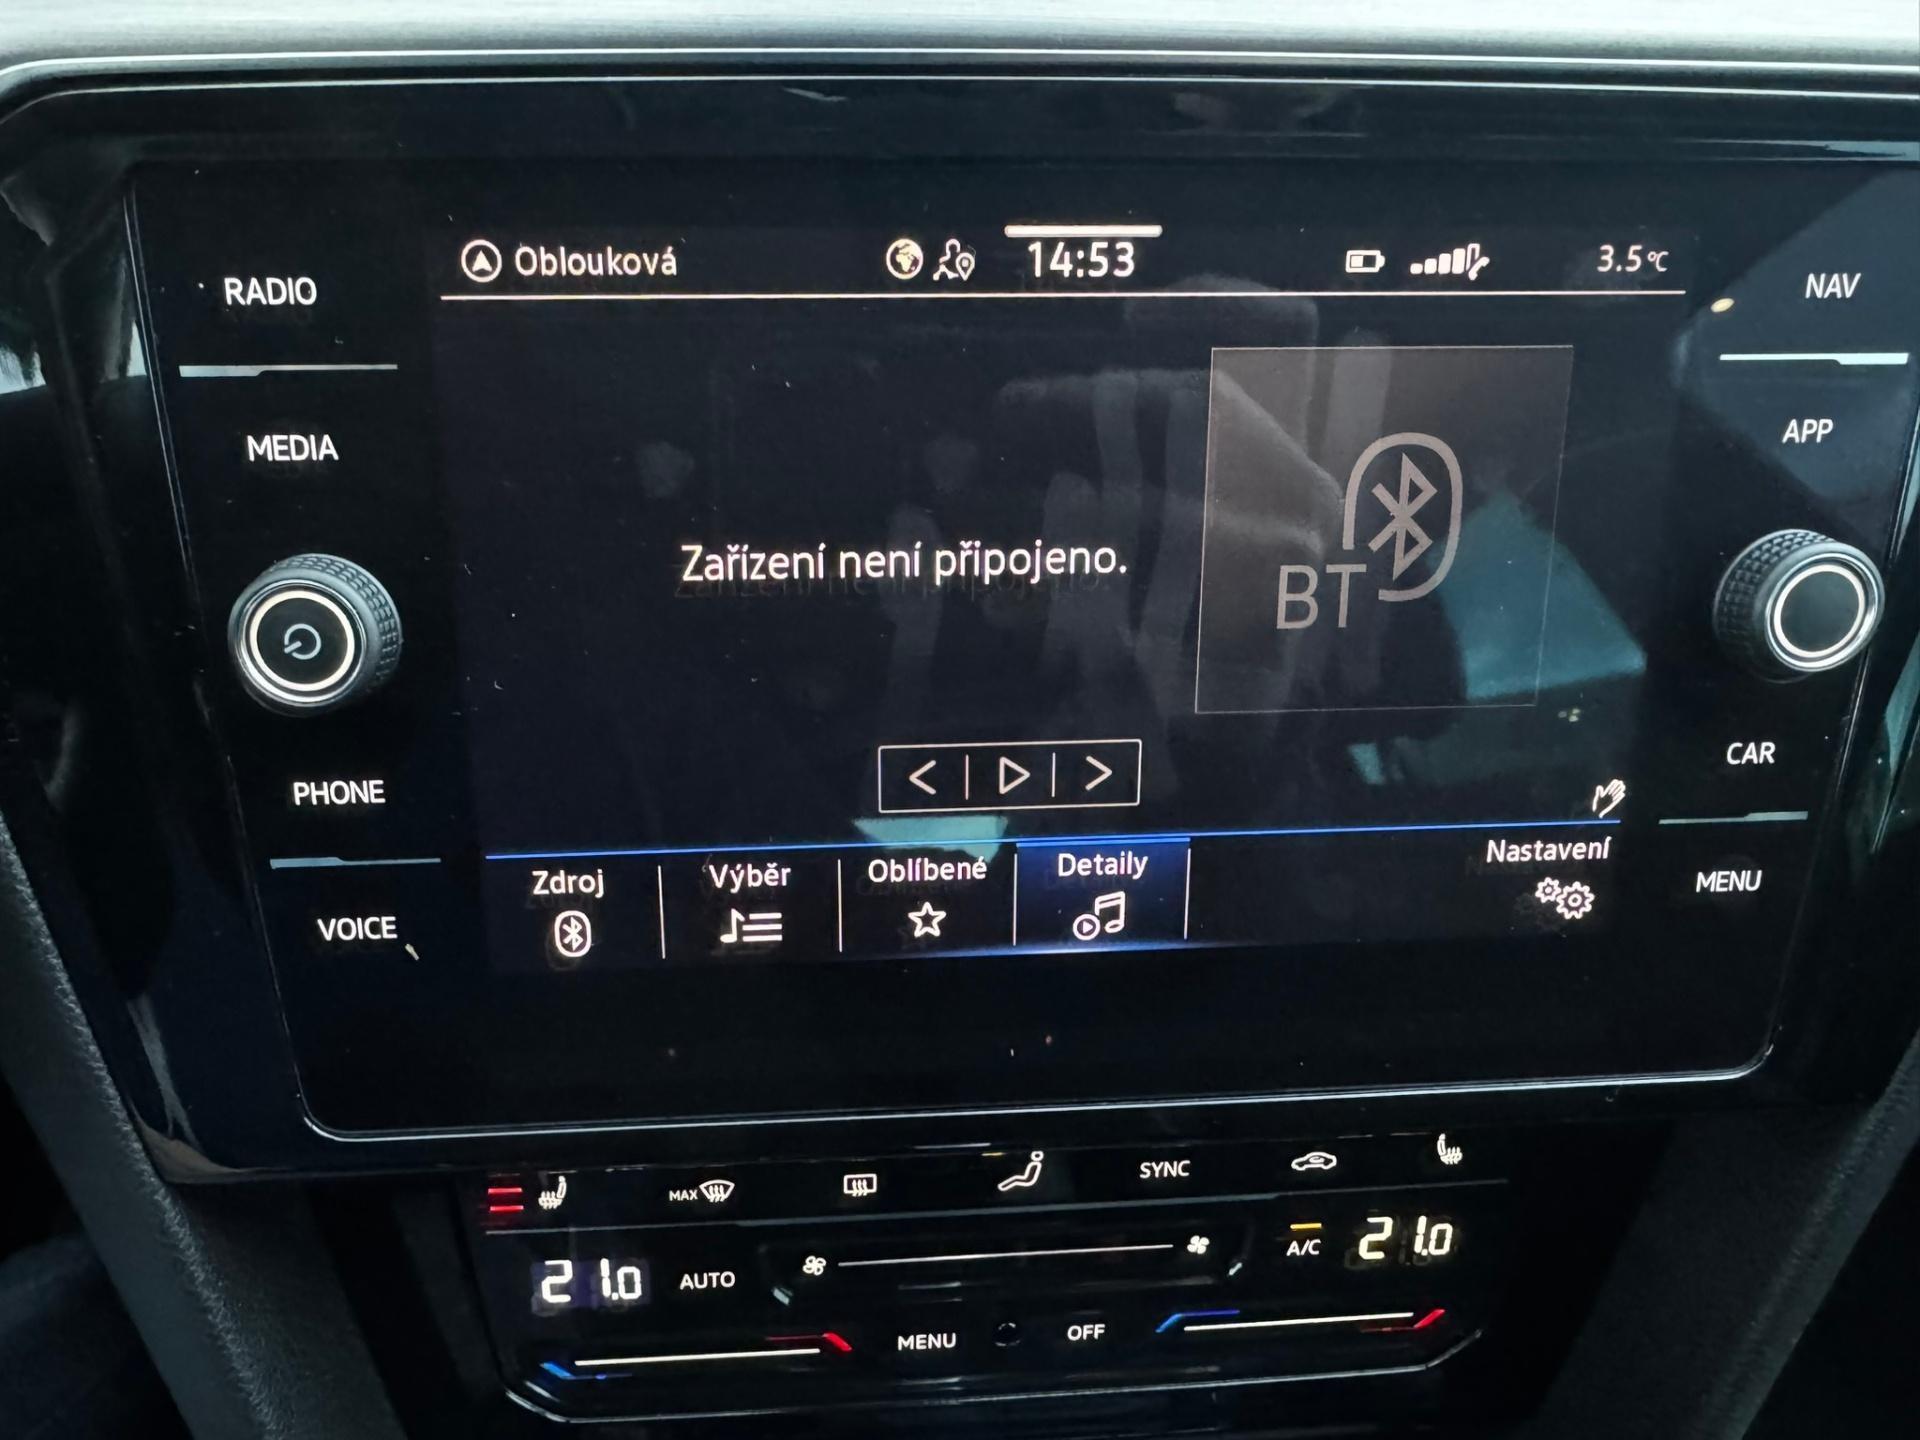 Oblouková
14:53
3.5°C
RADIO
NAV
MEDIA
APP
Zařízení není připojeno.
BT
PHONE
CAR
Zdroj
Výběr
Oblíbené
Detaily
Nastavení
VOICE
MENU
MAX
SYNC
21.0
AUTO
A/C
21.0
MENU
OFF